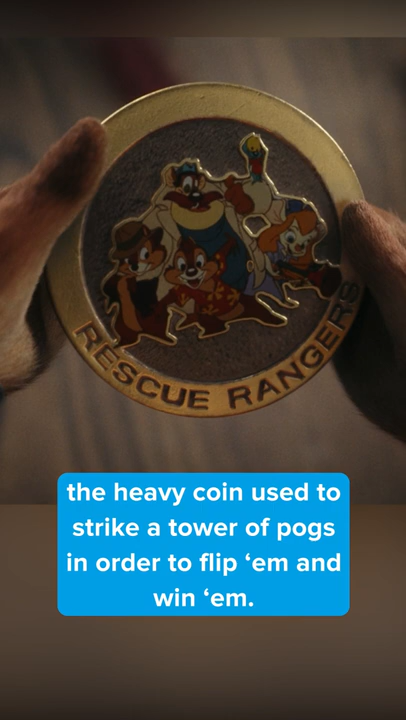 RESCUE RANGERS
the heavy coin used to
strike a tower of pogs
in order to flip ‘em and
win ‘em.